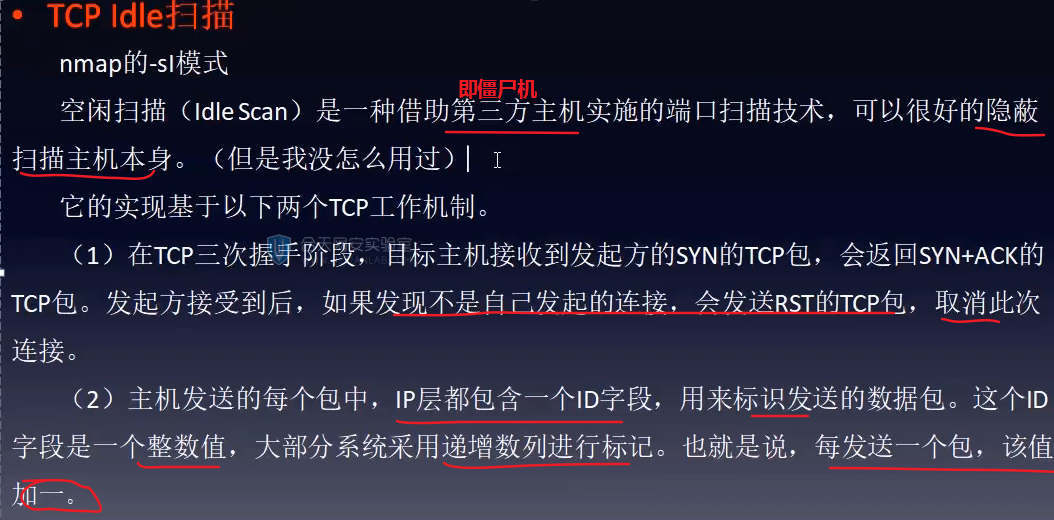 • TCP Idle扫描
nmap的-sI模式
即僵尸机
空闲扫描（Idle Scan）是一种借助第三方主机实施的端口扫描技术，可以很好的隐蔽
扫描主机本身。（但是我没怎么用过）
它的实现基于以下两个TCP工作机制。
（1）在TCP三次握手阶段，目标主机接收到发起方的SYN的TCP包，会返回SYN+ACK的
TCP包。发起方接受到后，如果发现不是自己发起的连接，会发送RST的TCP包，取消此次
连接。
（2）主机发送的每个包中，IP层都包含一个ID字段，用来标识发送的数据包。这个ID
字段是一个整数值，大部分系统采用递增数列进行标记。也就是说，每发送一个包，该值
加一。